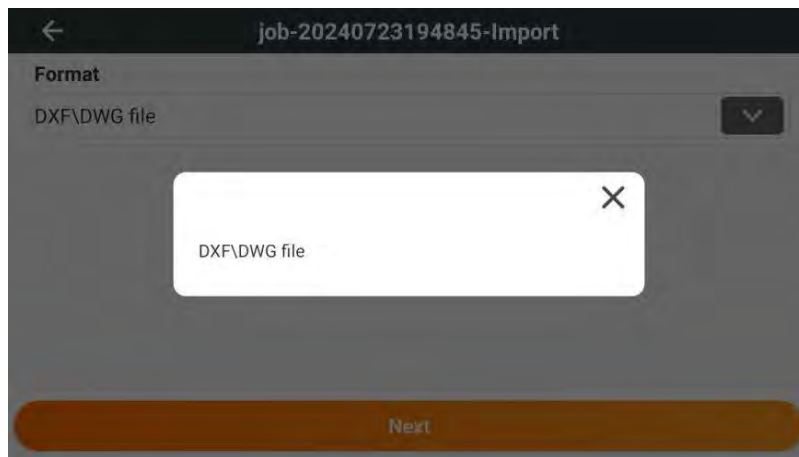 job-20240723194845-Import
Format
DXF\DWG file
DXF\DWG file
Next